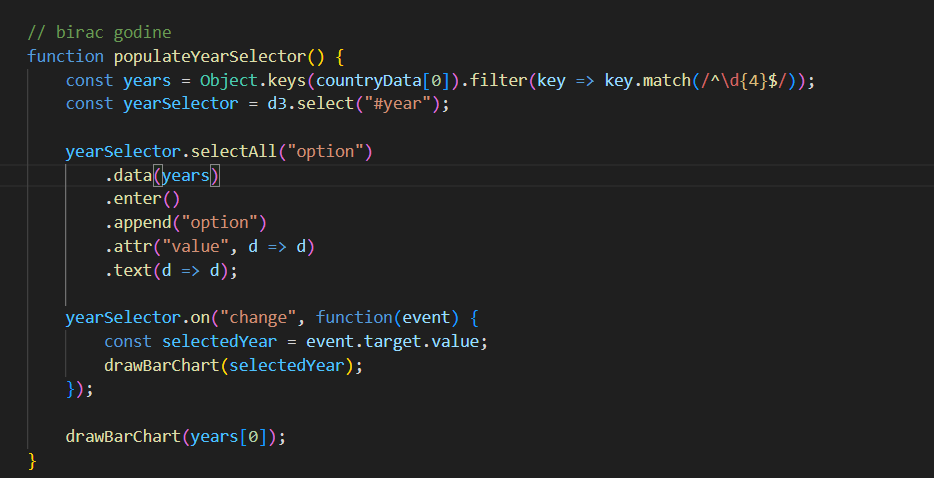 // birac godine
function populateYearSelector() {
    const years = Object.keys(countryData[0]).filter(key => key.match(/^\d{4}$/));
    const yearSelector = d3.select("#year");

    yearSelector.selectAll("option")
        .data(years)
        .enter()
        .append("option")
        .attr("value", d => d)
        .text(d => d);

    yearSelector.on("change", function(event) {
        const selectedYear = event.target.value;
        drawBarChart(selectedYear);
    });

    drawBarChart(years[0]);
}